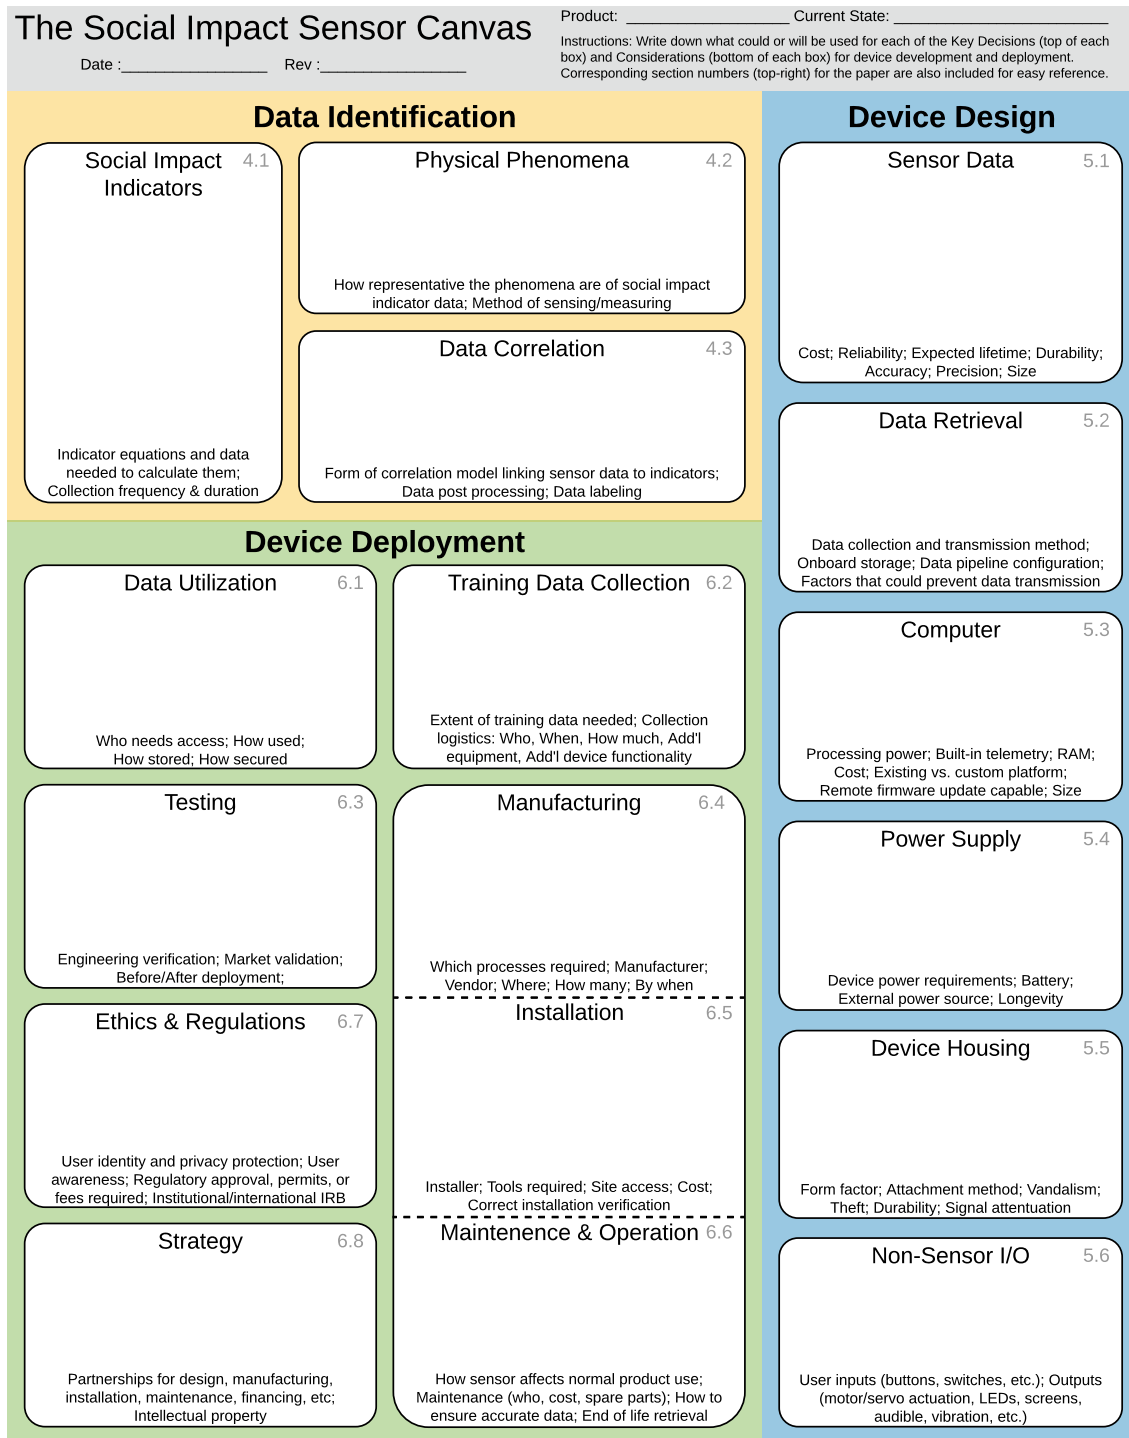 The Social Impact Sensor Canvas
Date :_________________ Rev :_________________
Product: ___________________ Current State: _________________________
Instructions: Write down what could or will be used for each of the Key Decisions (top of each
box) and Considerations (bottom of each box) for device development and deployment.
Corresponding section numbers (top-right) for the paper are also included for easy reference.
Data Identification
Social Impact 4.1
Indicators
Indicator equations and data
needed to calculate them;
Collection frequency & duration
Physical Phenomena 4.2
How representative the phenomena are of social impact
indicator data; Method of sensing/measuring
Data Correlation 4.3
Form of correlation model linking sensor data to indicators;
Data post processing; Data labeling
Device Design
Sensor Data 5.1
Cost; Reliability; Expected lifetime; Durability;
Accuracy; Precision; Size
Data Retrieval 5.2
Data collection and transmission method;
Onboard storage; Data pipeline configuration;
Factors that could prevent data transmission
Computer 5.3
Processing power; Built-in telemetry; RAM;
Cost; Existing vs. custom platform;
Remote firmware update capable; Size
Power Supply 5.4
Device power requirements; Battery;
External power source; Longevity
Device Housing 5.5
Form factor; Attachment method; Vandalism;
Theft; Durability; Signal attentuation
Non-Sensor I/O 5.6
User inputs (buttons, switches, etc.); Outputs
(motor/servo actuation, LEDs, screens,
audible, vibration, etc.)
Device Deployment
Data Utilization 6.1
Who needs access; How used;
How stored; How secured
Training Data Collection 6.2
Extent of training data needed; Collection
logistics: Who, When, How much, Add'l
equipment, Add'l device functionality
Testing 6.3
Engineering verification; Market validation;
Before/After deployment;
Manufacturing 6.4
Which processes required; Manufacturer;
Vendor; Where; How many; By when
Installation 6.5
Installer; Tools required; Site access; Cost;
Correct installation verification
Maintenence & Operation 6.6
How sensor affects normal product use;
Maintenance (who, cost, spare parts); How to
ensure accurate data; End of life retrieval
Ethics & Regulations 6.7
User identity and privacy protection; User
awareness; Regulatory approval, permits, or
fees required; Institutional/international IRB
Strategy 6.8
Partnerships for design, manufacturing,
installation, maintenance, financing, etc;
Intellectual property